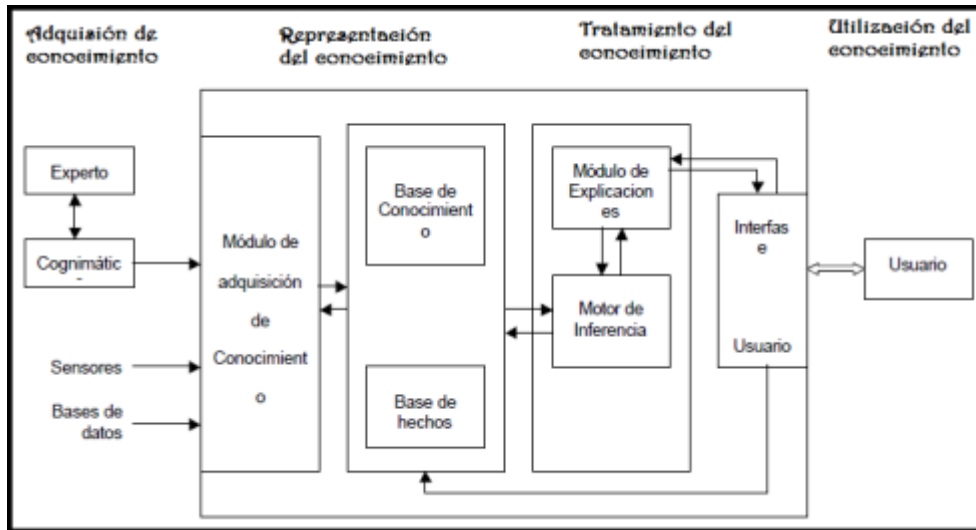 Adquisión de
conocimiento
Representación
del conocimiento
Tratamiento del
conocimiento
Utilización del
conocimiento
Experto
Cognimátic
Sensores
Bases de
datos
Módulo de
adquisición
de
Conocimient
o
Base de
Conocimient
o
Base de
hechos
Módulo de
Explicacion
es
Motor de
Inferencia
Interfas
e
Usuario
Usuario